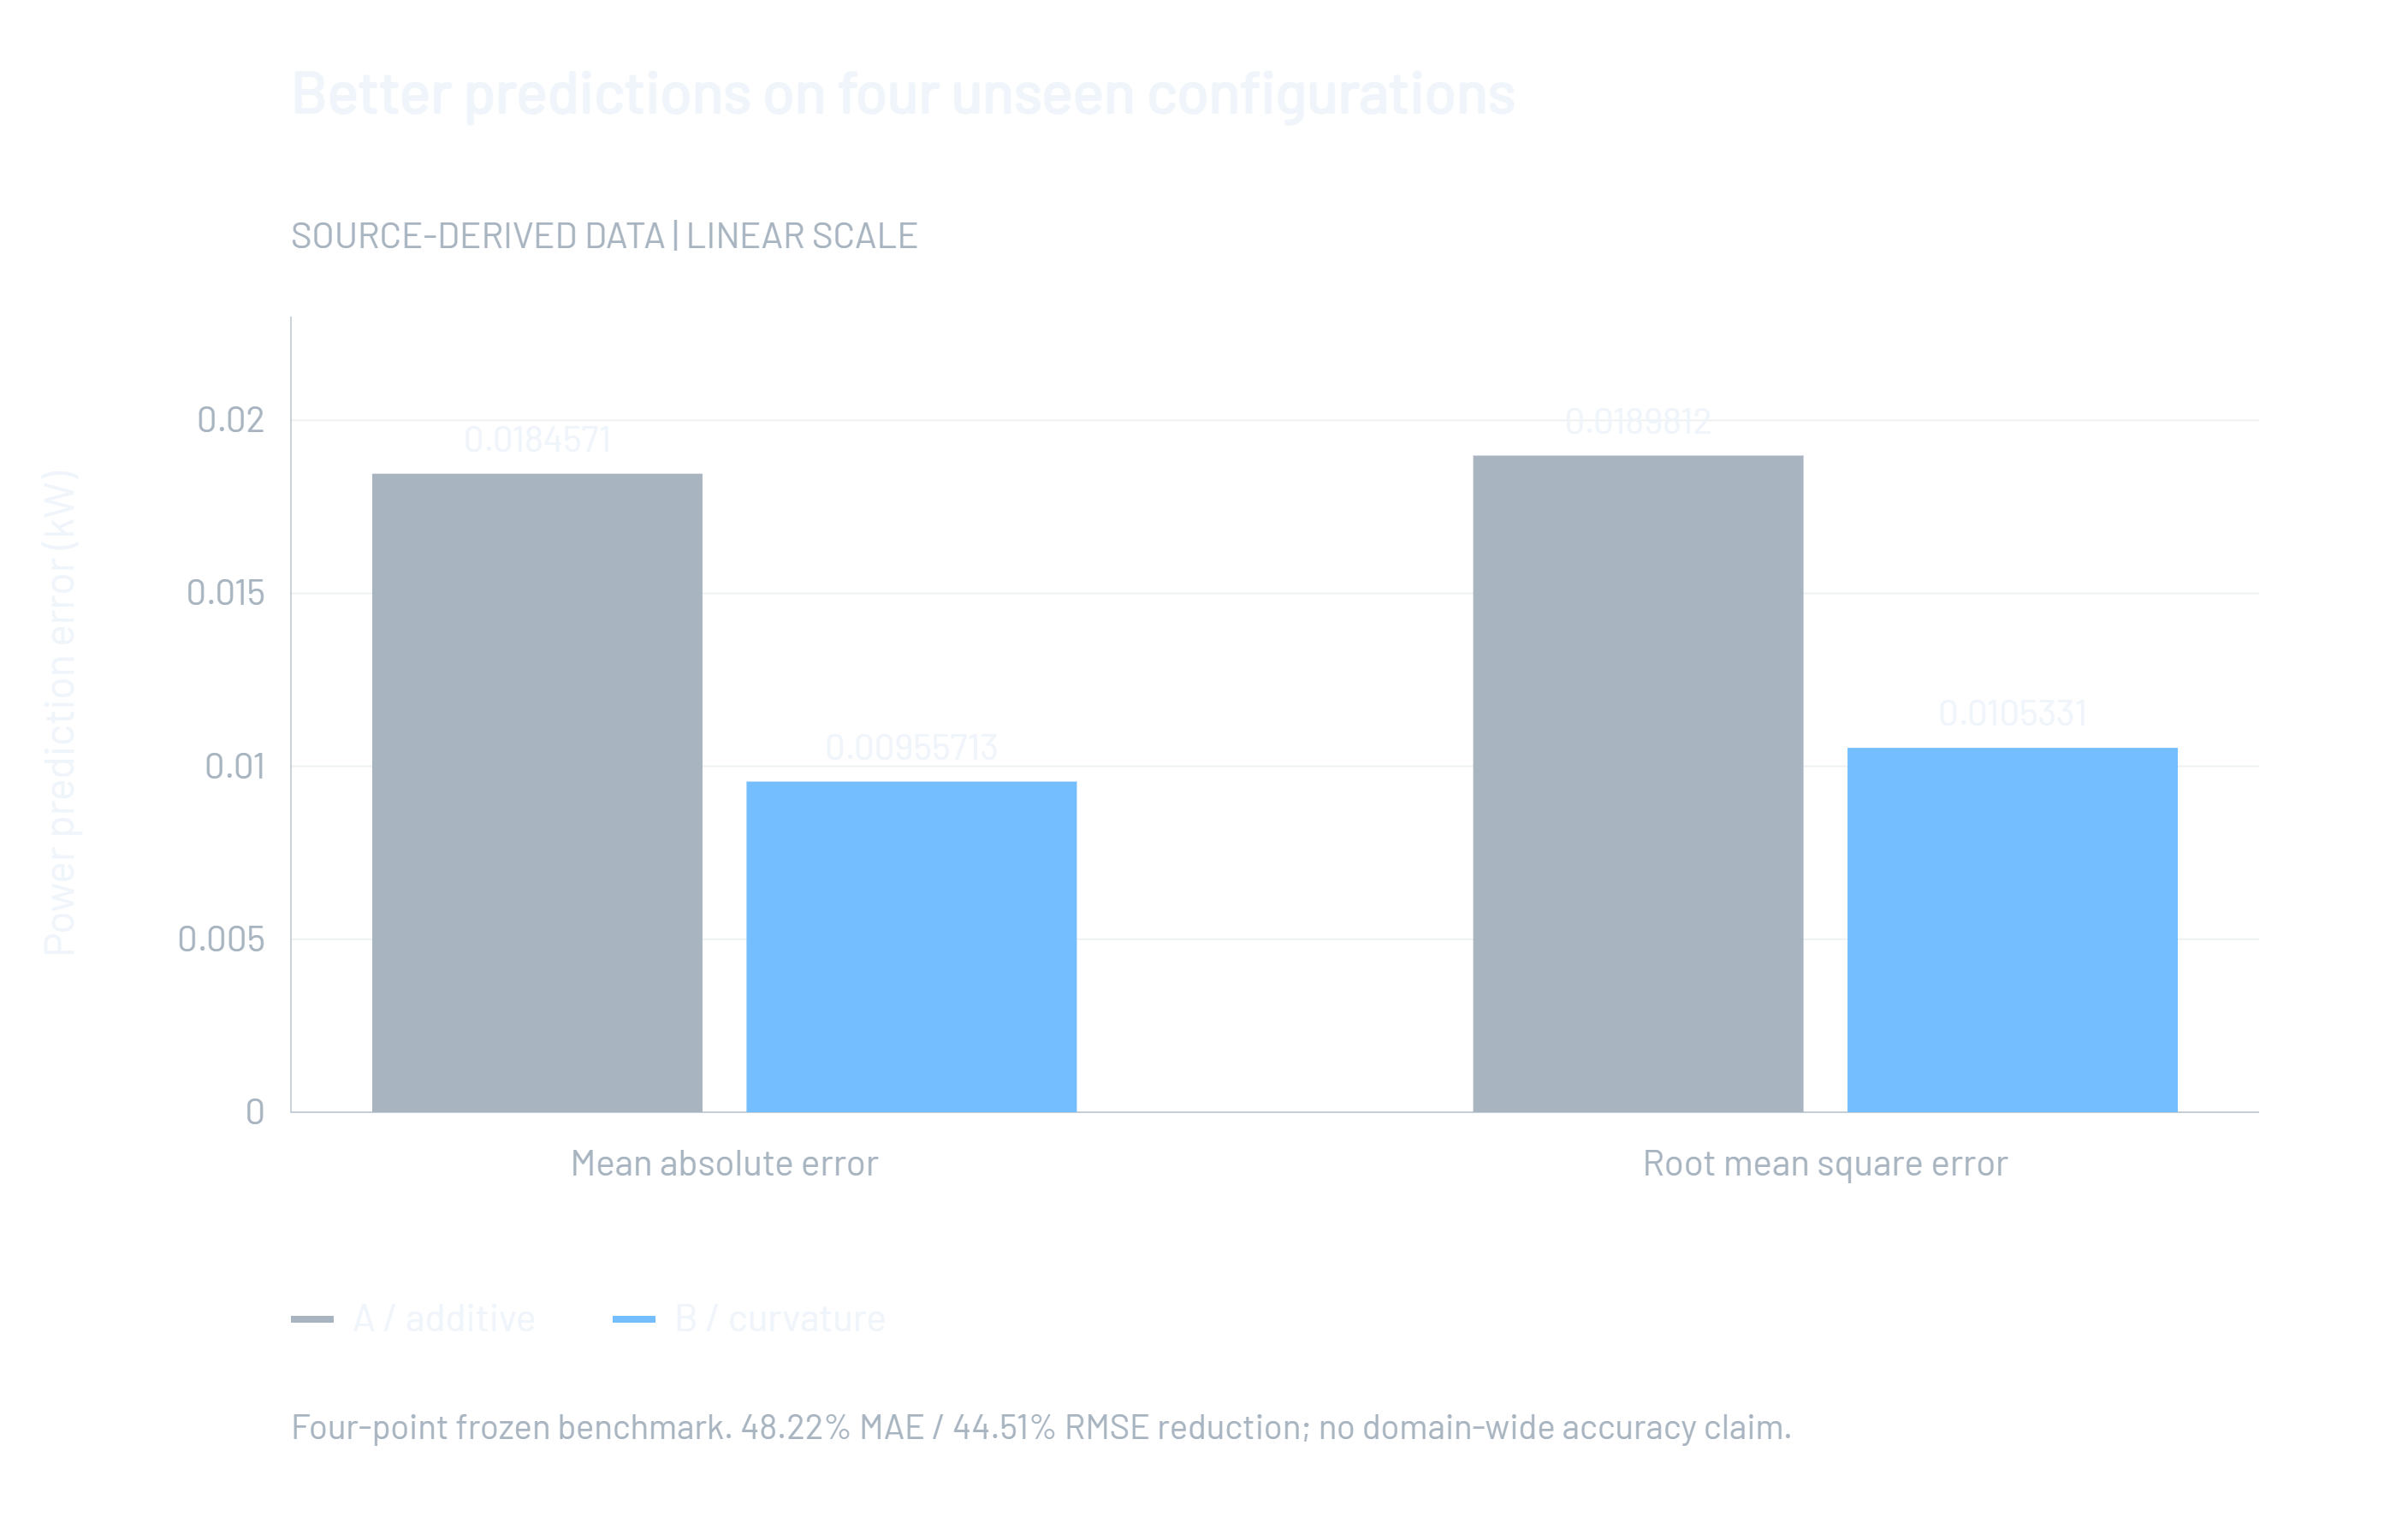 Better predictions on four unseen configurations
SOURCE-DERIVED DATA | LINEAR SCALE
Power prediction error (kW)
0.02
0.015
0.01
0.005
0
0.0184571
0.00955713
0.0189812
0.0105331
Mean absolute error
Root mean square error
A / additive
B / curvature
Four-point frozen benchmark. 48.22% MAE / 44.51% RMSE reduction; no domain-wide accuracy claim.